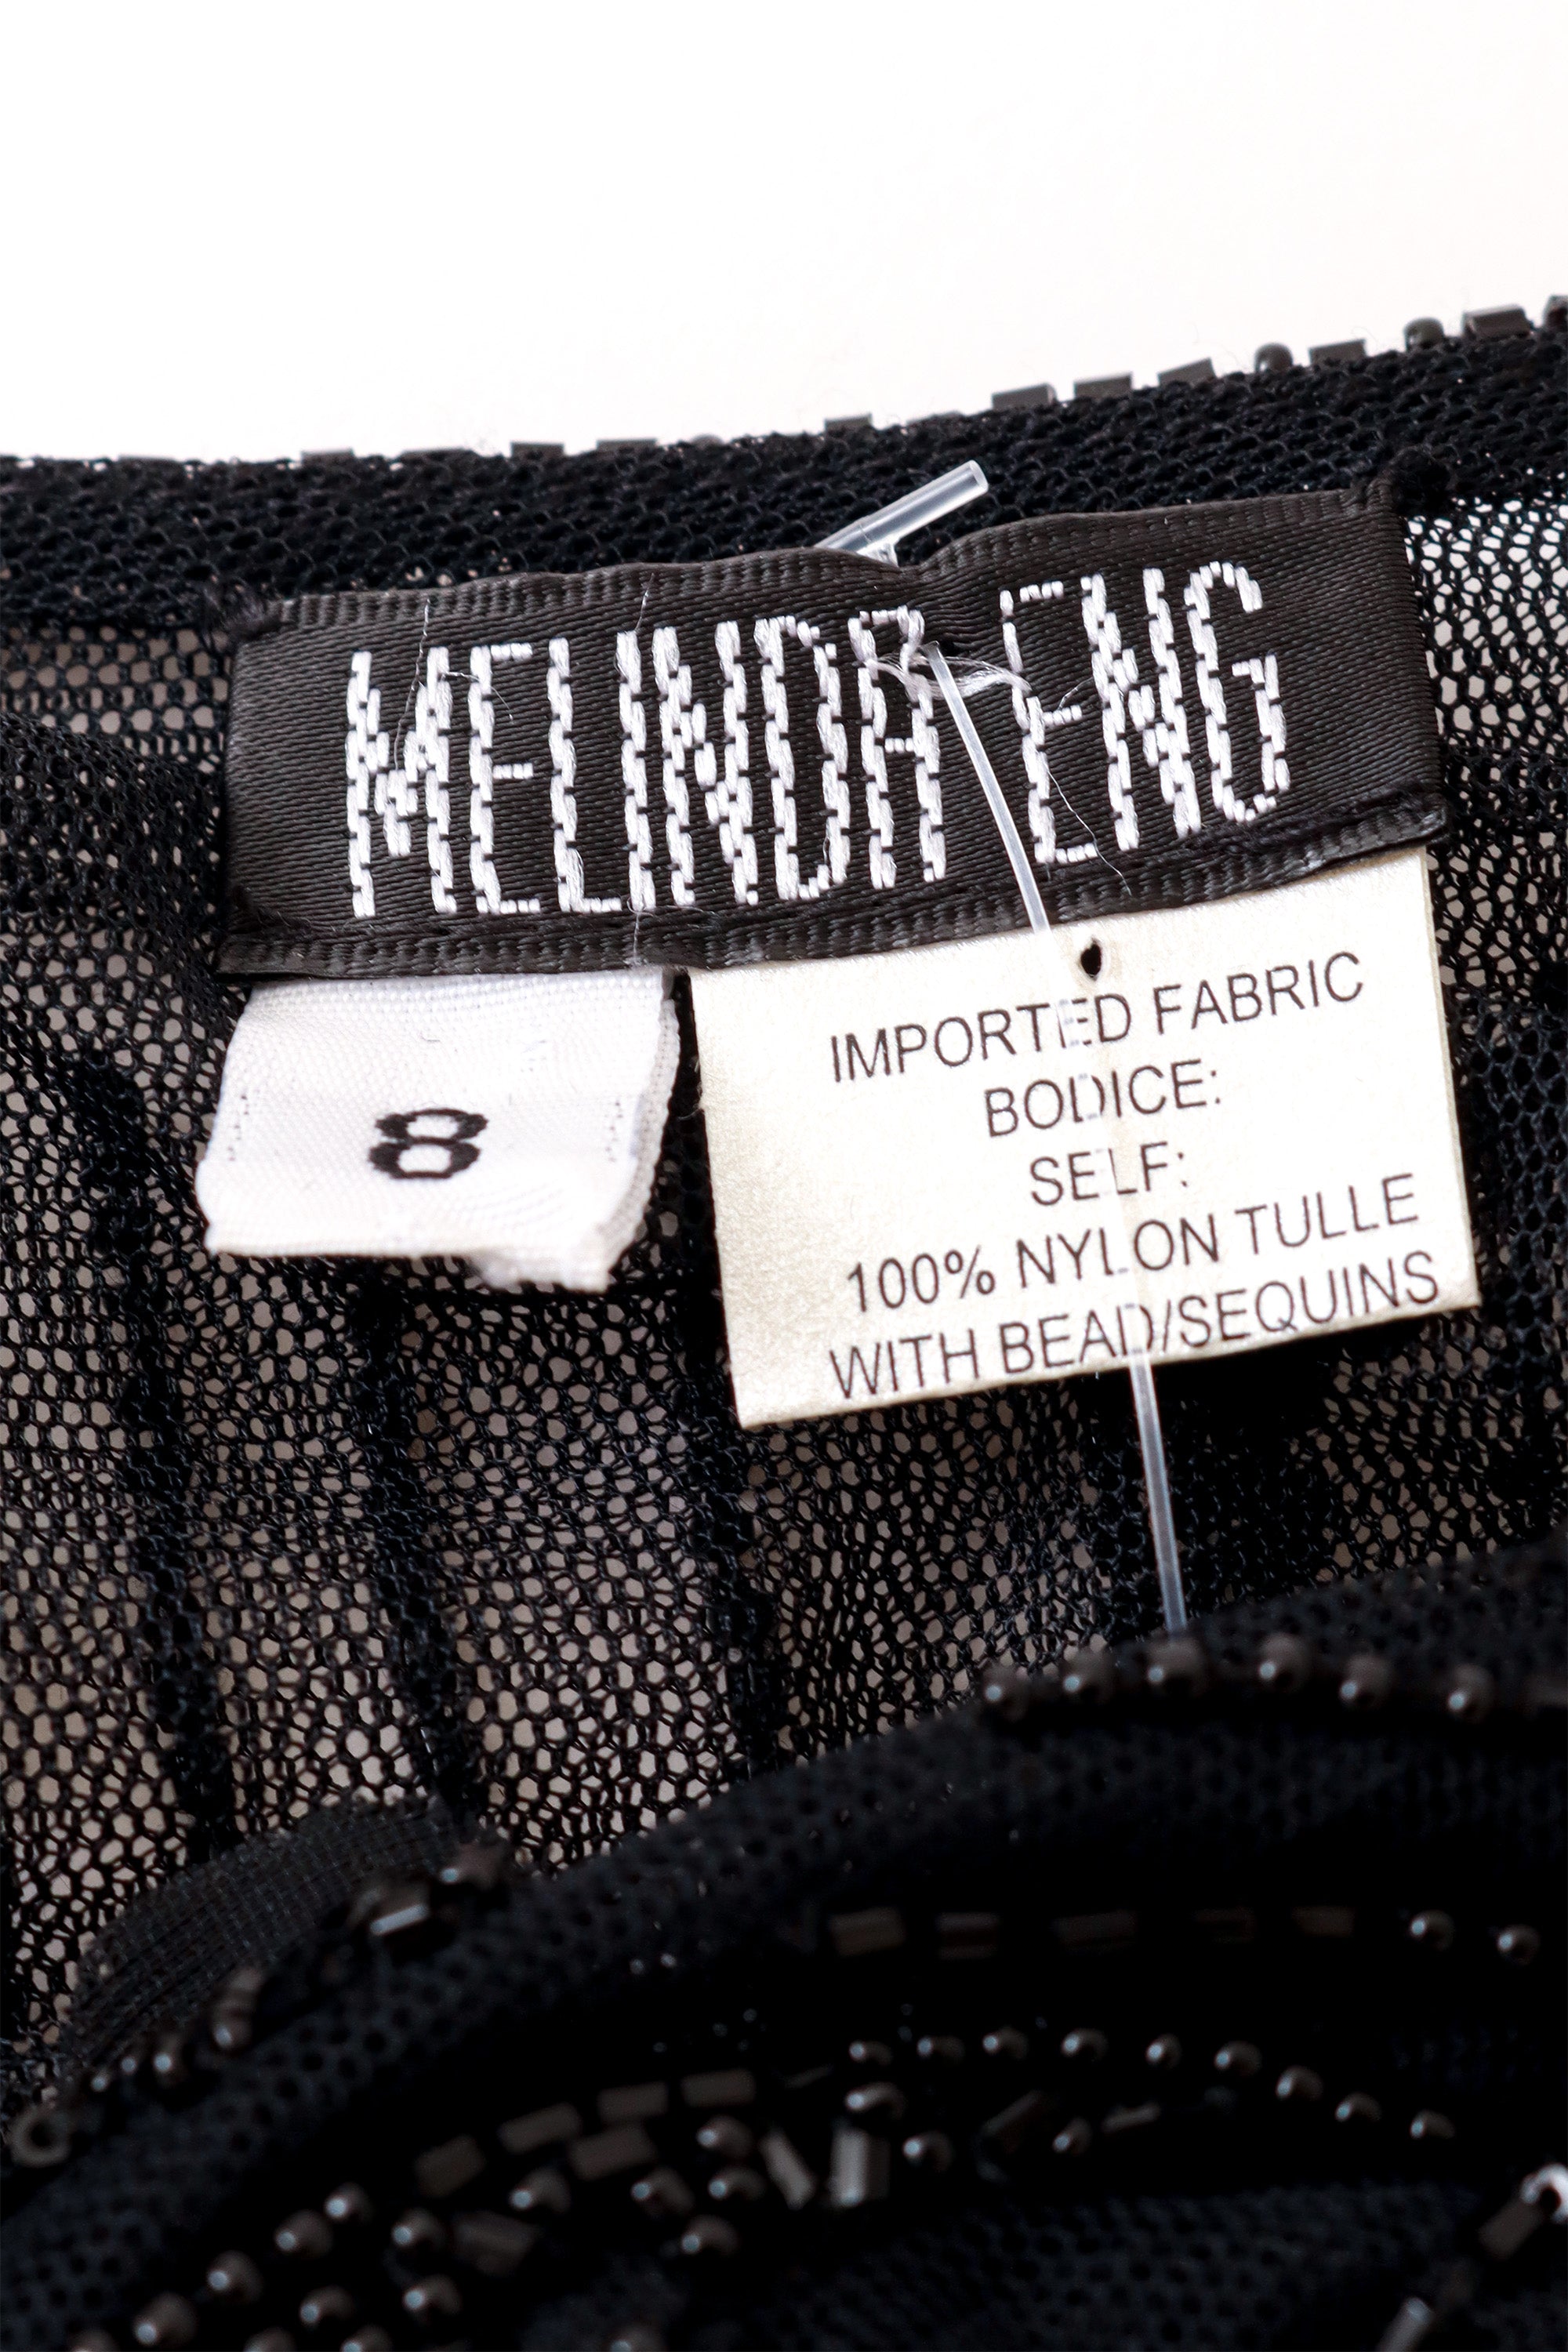 MELINDA ENG
8
IMPORTED FABRIC
BODICE:
SELF:
100% NYLON TULLE
WITH BEAD/SEQUINS